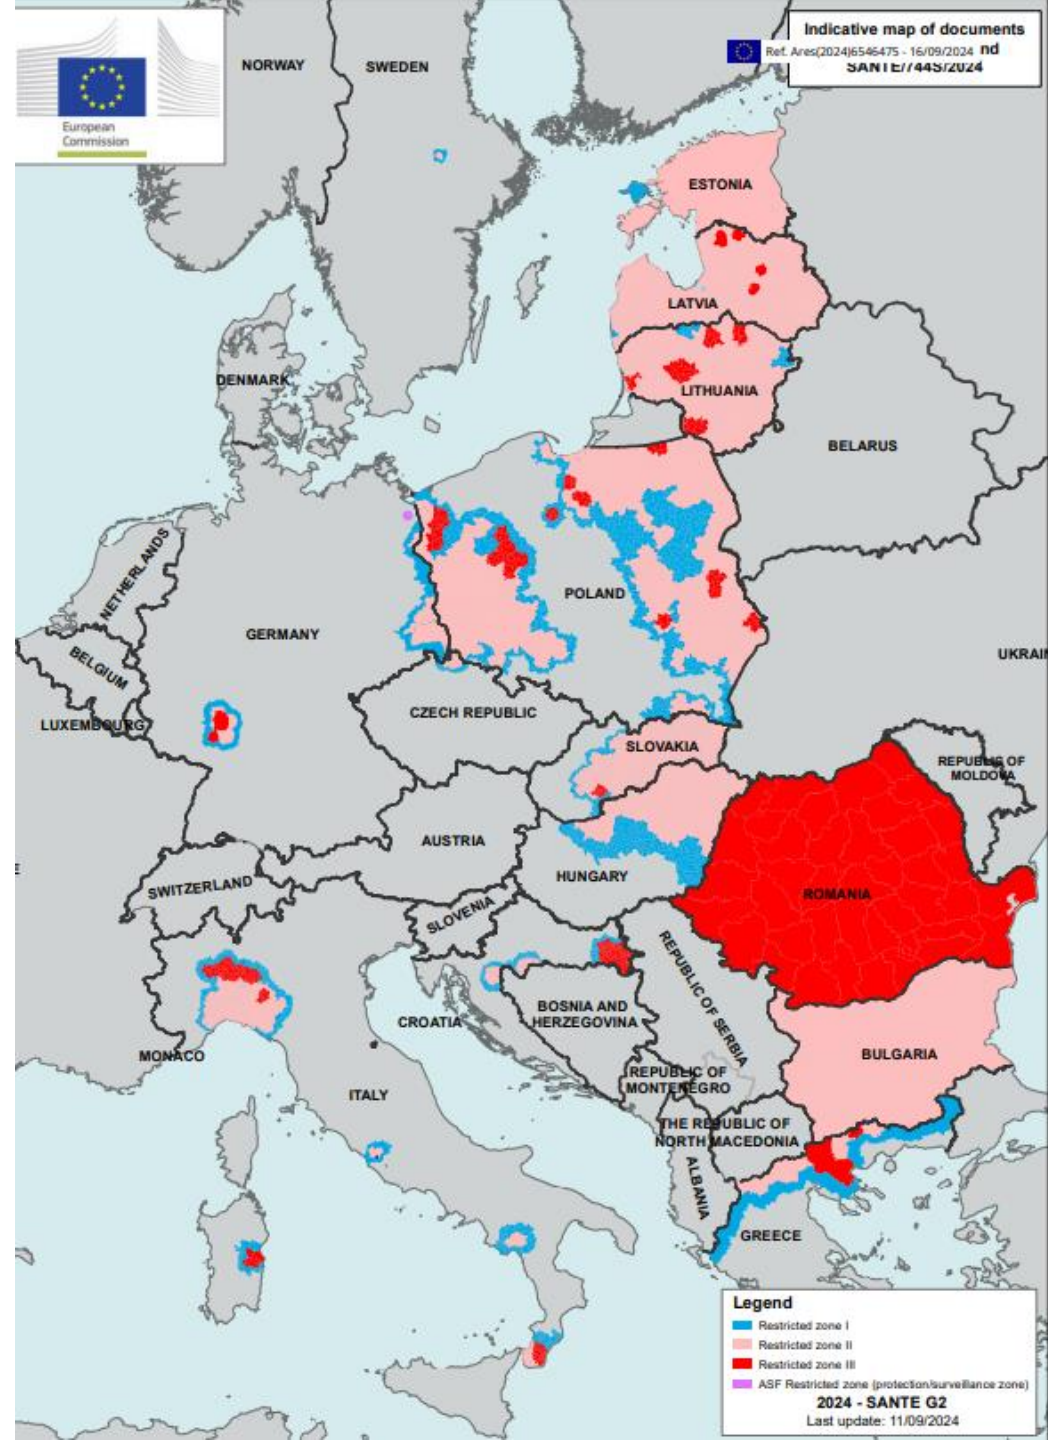 European
Commission
Indicative map of documents
Ref. Ares(2024)6546475 - 16/09/2024 nd
SANTE/7445/2024
NORWAY
SWEDEN
ESTONIA
LATVIA
DENMARK
LITHUANIA
BELARUS
NETHERLANDS
POLAND
GERMANY
BELGIUM
UKRAIN
LUXEMBOURG
CZECH REPUBLIC
SLOVAKIA
REPUBLIC OF
MOLDOVA
AUSTRIA
E
HUNGARY
SWITZERLAND
ROMANIA
SLOVENIA
REPUBLIC OF SERBIA
BOSNIA AND
HERZEGOVINA
CROATIA
MONACO
BULGARIA
REPUBLIC OF
MONTENEGRO
ITALY
THE REPUBLIC OF
NORTH MACEDONIA
ALBANIA
GREECE
Legend
Restricted zone I
Restricted zone II
Restricted zone III
ASF Restricted zone (protection/surveillance zone)
2024 - SANTE G2
Last update: 11/09/2024